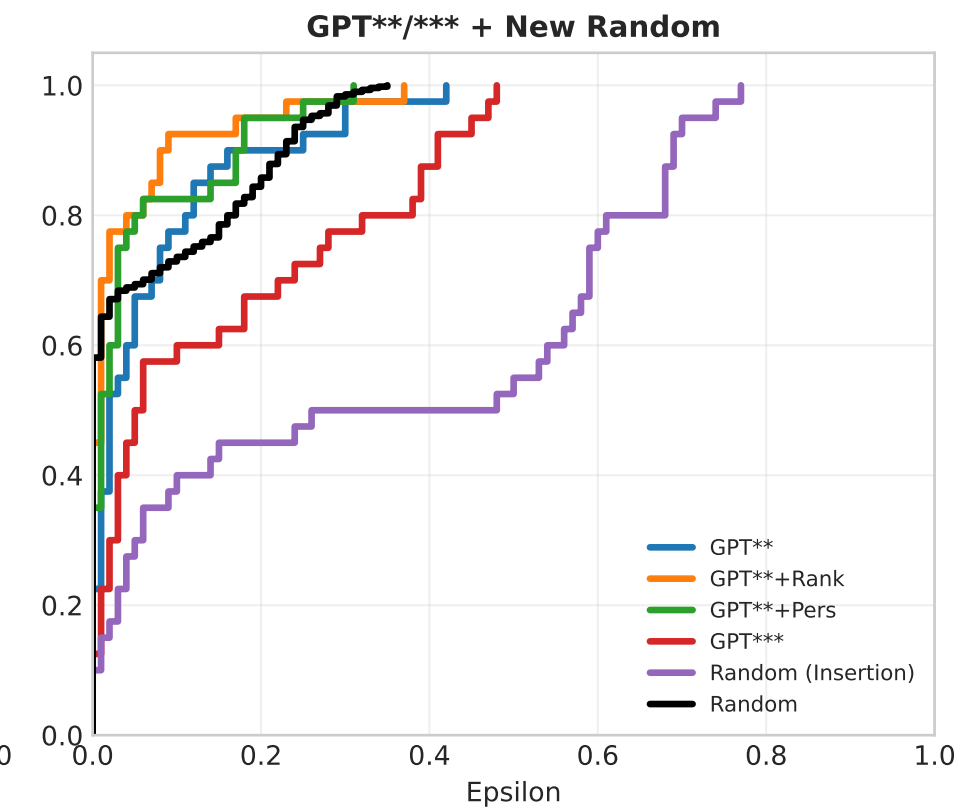 GPT**/*** + New Random
1.0
0.8
0.6
0.4
0.2
0.0
0 0.0 0.2 0.4 0.6 0.8 1.0
Epsilon
GPT**
GPT**+Rank
GPT**+Pers
GPT***
Random (Insertion)
Random